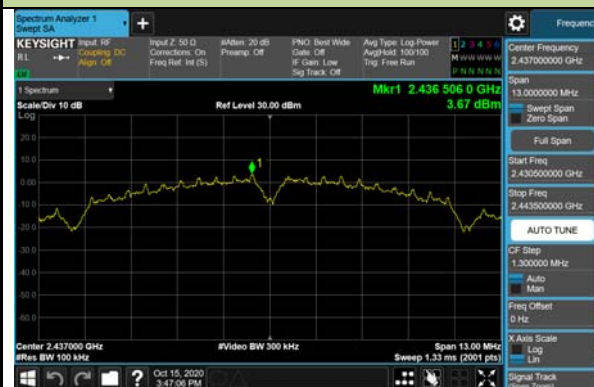 Spectrum Analyzer 1
Swept SA
Frequenc
KEYSIGHT
Input: RF
Coupling: DC
Align: Off
Input Z: 50 Ω
Corrections: On
Freq Ref: Int (S)
#Atten: 20 dB
Preamp: Off
PNO: Best Wide
Gate: Off
IF Gain: Low
Sig Track: Off
Avg Type: Log-Power
Avg|Hold: 100/100
Trig: Free Run
1 2 3 4 5 6
M W W W W W
P N N N N N
RL
1 Spectrum
Scale/Div 10 dB
Log
Ref Level 30.00 dBm
Mkr1 2.436 506 0 GHz
3.67 dBm
20.0
10.0
0.00
-10.0
-20.0
-30.0
-40.0
-50.0
-60.0
1
Center 2.437000 GHz
#Res BW 100 kHz
#Video BW 300 kHz
Span 13.00 MHz
Sweep 1.33 ms (2001 pts)
Center Frequency
2.437000000 GHz
Span
13.0000000 MHz
Swept Span
Zero Span
Full Span
Start Freq
2.430500000 GHz
Stop Freq
2.443500000 GHz
AUTO TUNE
CF Step
1.300000 MHz
Auto
Man
Freq Offset
0 Hz
X Axis Scale
Log
Lin
Signal Track
(Span Zoom)
Oct 15, 2020
3:47:06 PM